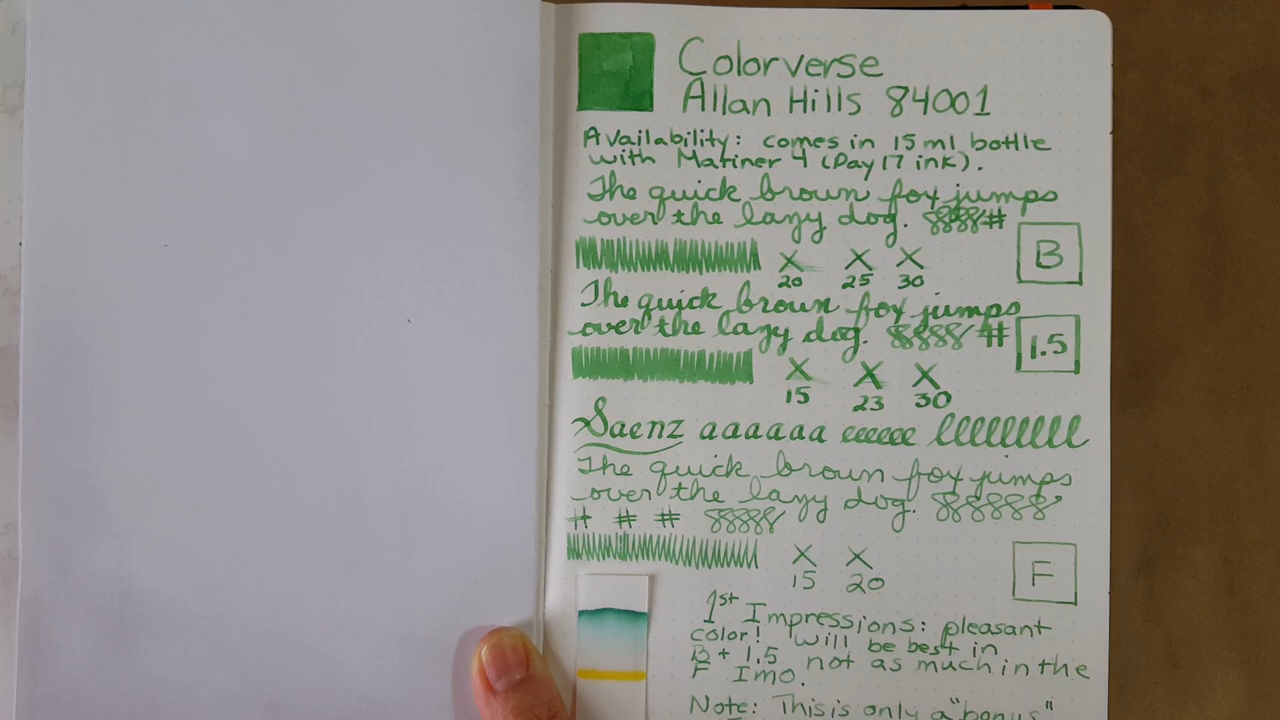 Colorverse
Allan Hills 84001
Availability: comes in 15 ml bottle
with Mariner 4 (Day 17 ink).
The quick brown fox jumps
over the lazy dog. 8888#
B
X X X
20 25 30
The quick brown fox jumps
over the lazy dog. 8888 #
1.5
X X X
15 23 30
Saenz aaaaaa eeeeee llllllllll
The quick brown fox jumps
over the lazy dog. 88888
# # # 8888
X X
15 20
F
1st Impressions: pleasant
color! Will be best in
B + 1.5 not as much in the
F Imo.
Note: This is only a "bonus"